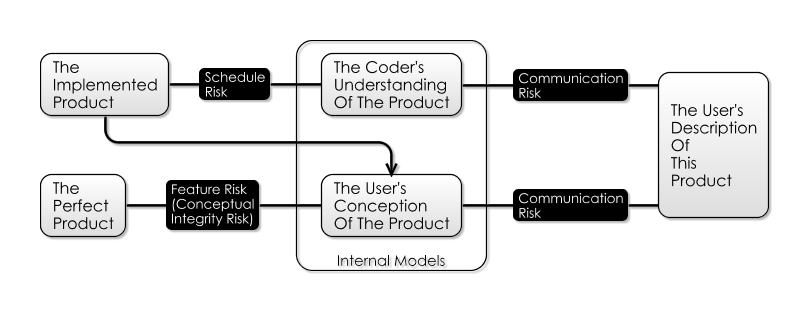 The
Implemented
Product
Schedule
Risk
The Coder's
Understanding
Of The Product
Communication
Risk
The User's
Description
Of
This
Product
The
Perfect
Product
Feature Risk
(Conceptual
Integrity Risk)
The User's
Conception
Of The Product
Communication
Risk
Internal Models